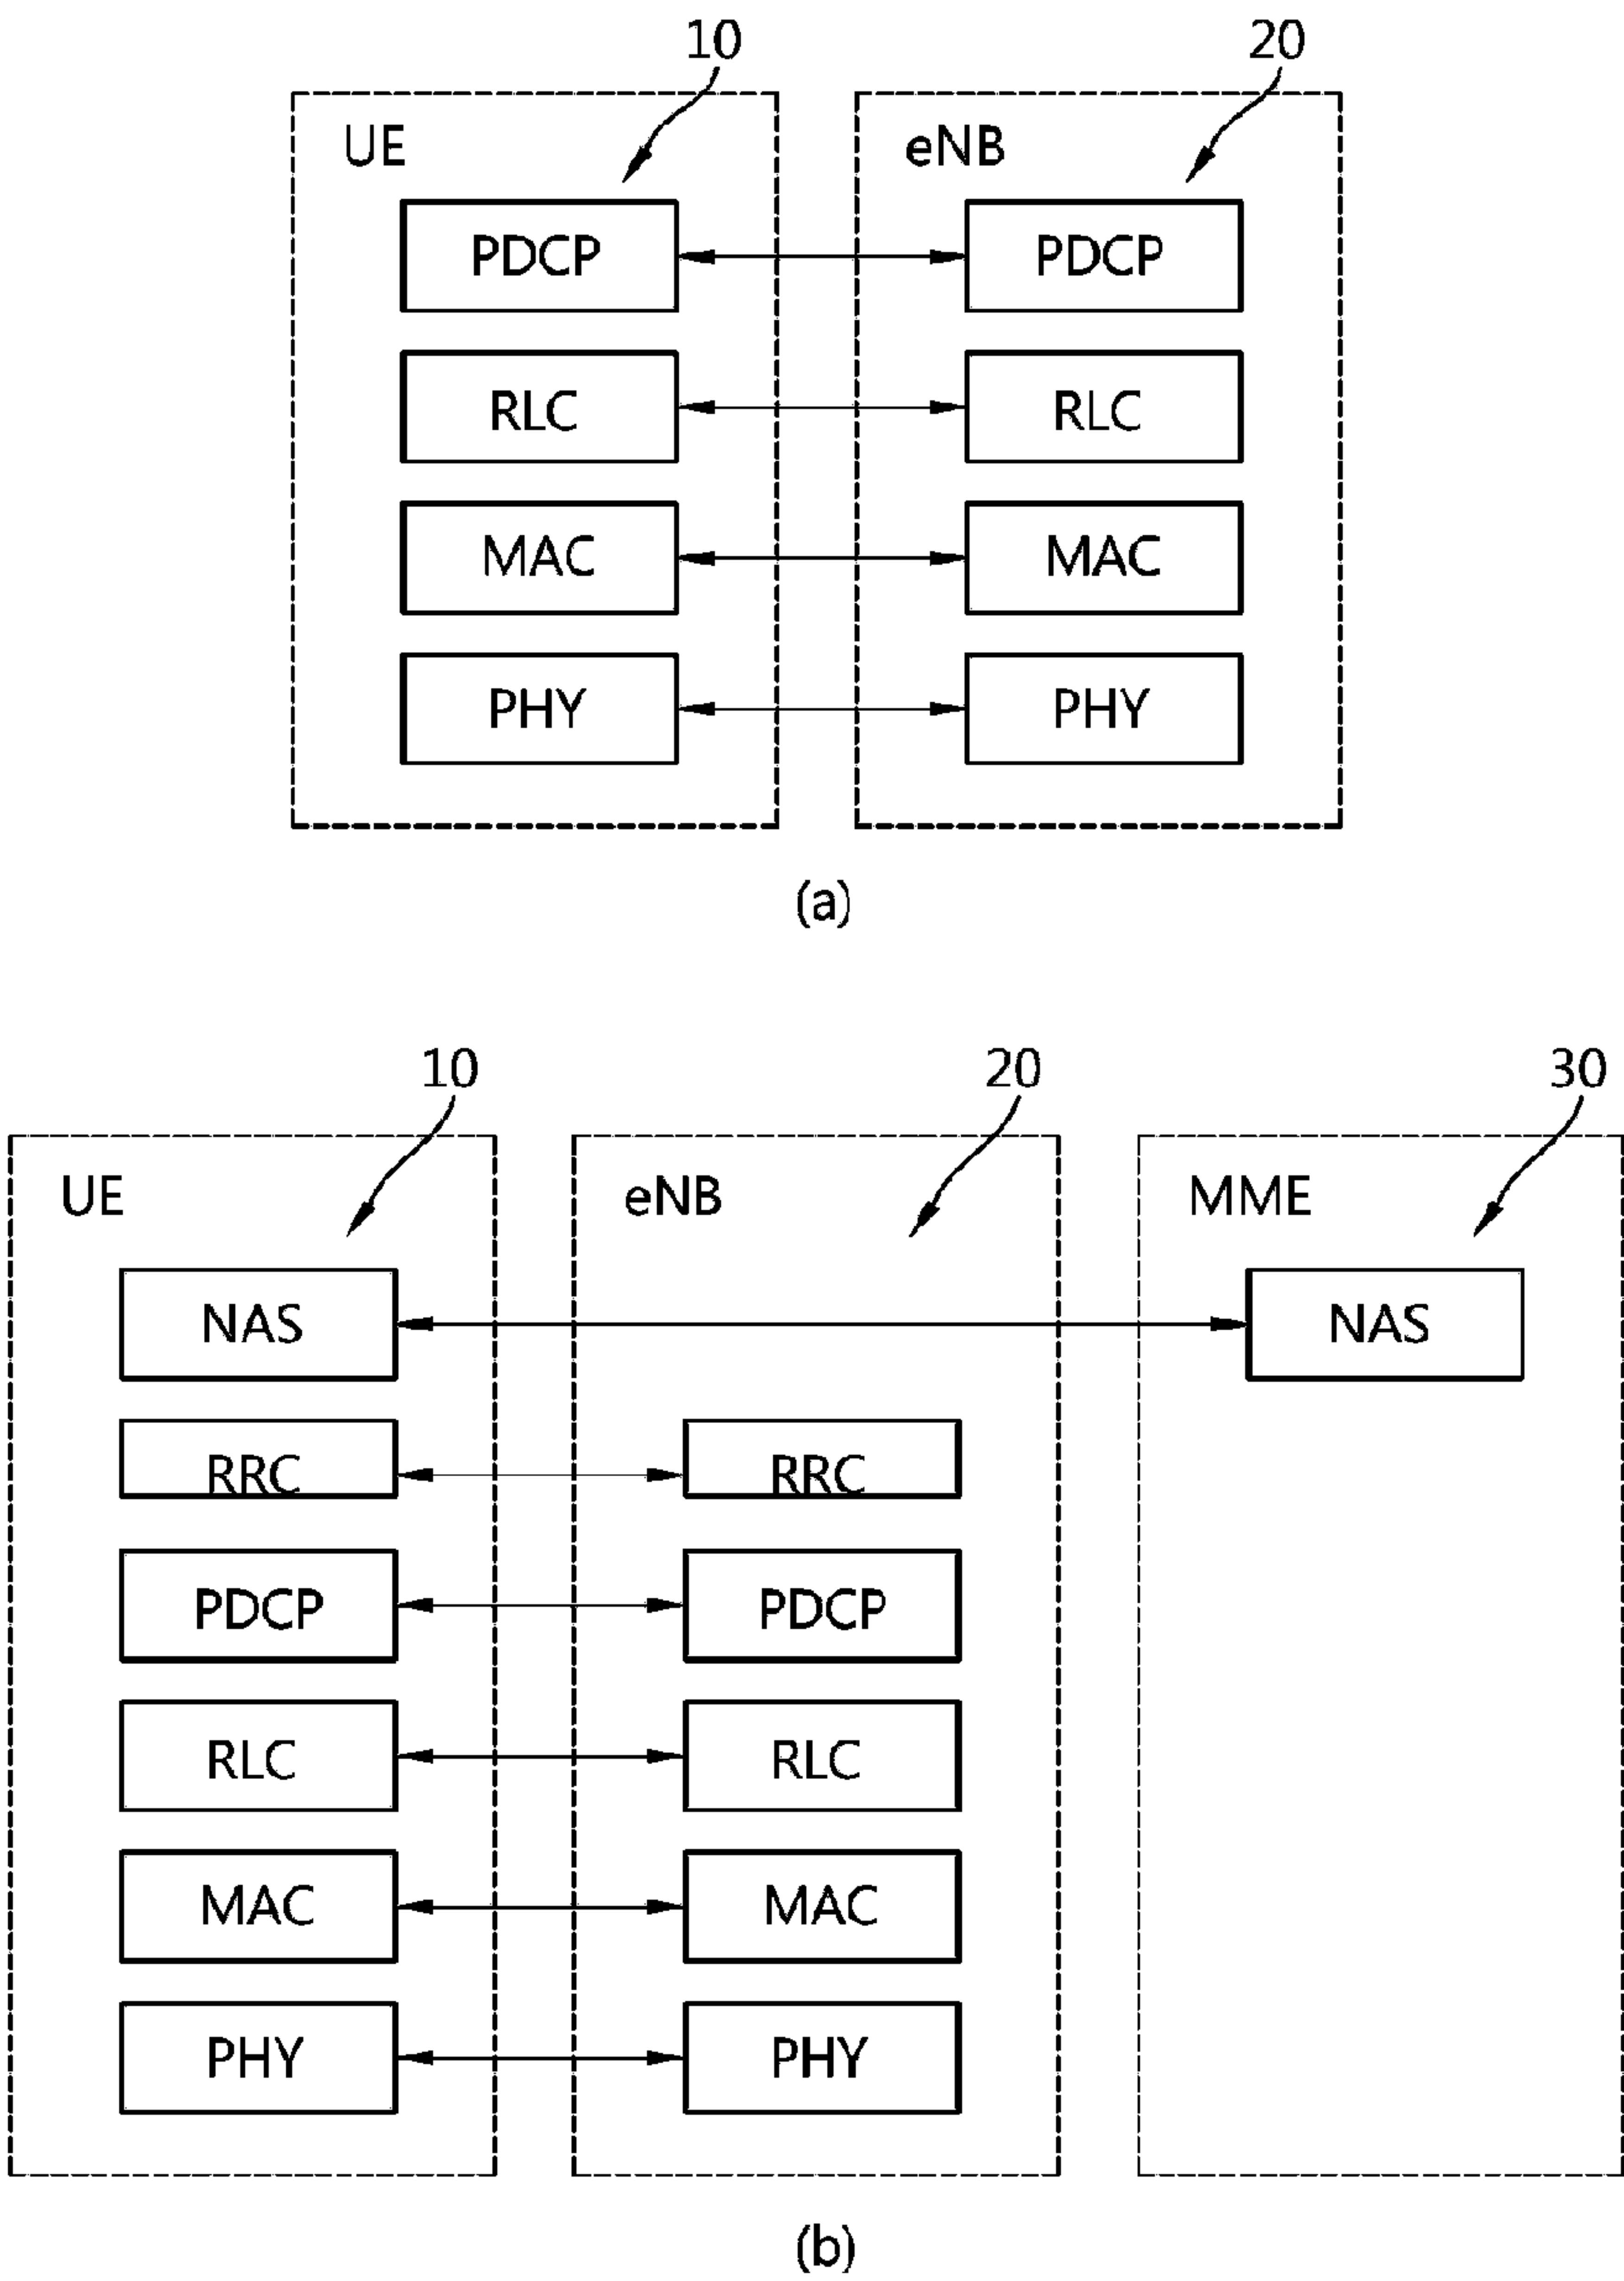 10 20
UE eNB
PDCP PDCP
RLC RLC
MAC MAC
PHY PHY
(a)
10 20 30
UE eNB MME
NAS NAS
RRC RRC
PDCP PDCP
RLC RLC
MAC MAC
PHY PHY
(b)